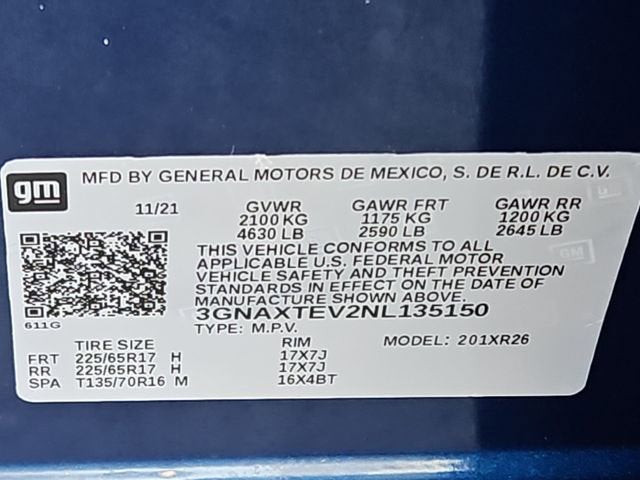 gm MFD BY GENERAL MOTORS DE MEXICO, S. DE R.L. DE C.V.
11/21 GVWR GAWR FRT GAWR RR
2100 KG 1175 KG 1200 KG
4630 LB 2590 LB 2645 LB
THIS VEHICLE CONFORMS TO ALL
APPLICABLE U.S. FEDERAL MOTOR
VEHICLE SAFETY AND THEFT PREVENTION
STANDARDS IN EFFECT ON THE DATE OF
MANUFACTURE SHOWN ABOVE.
611G 3GNAXTEV2NL135150
TYPE: M.P.V.
TIRE SIZE RIM MODEL: 201XR26
FRT 225/65R17 H 17X7J
RR 225/65R17 H 17X7J
SPA T135/70R16 M 16X4BT
GM